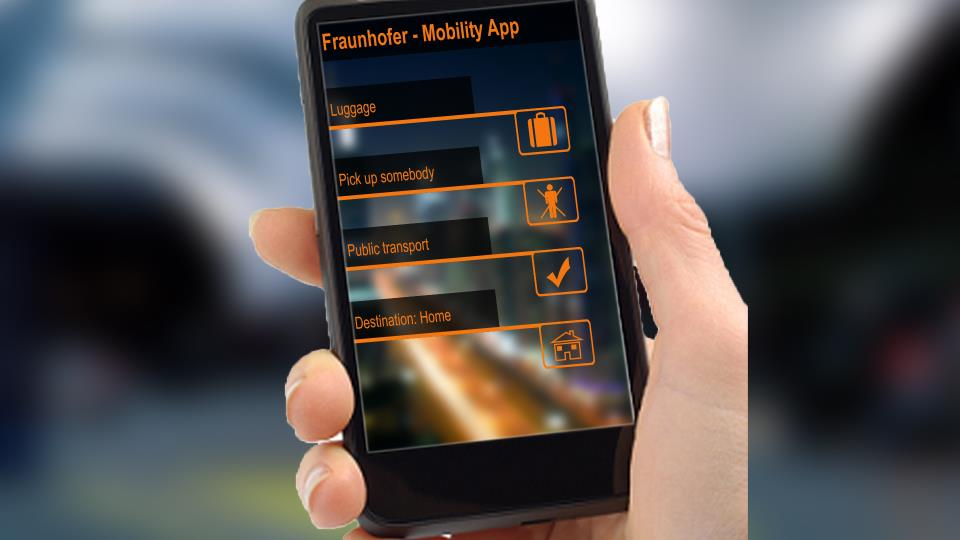 Fraunhofer - Mobility App
Luggage
Pick up somebody
Public transport
Destination: Home